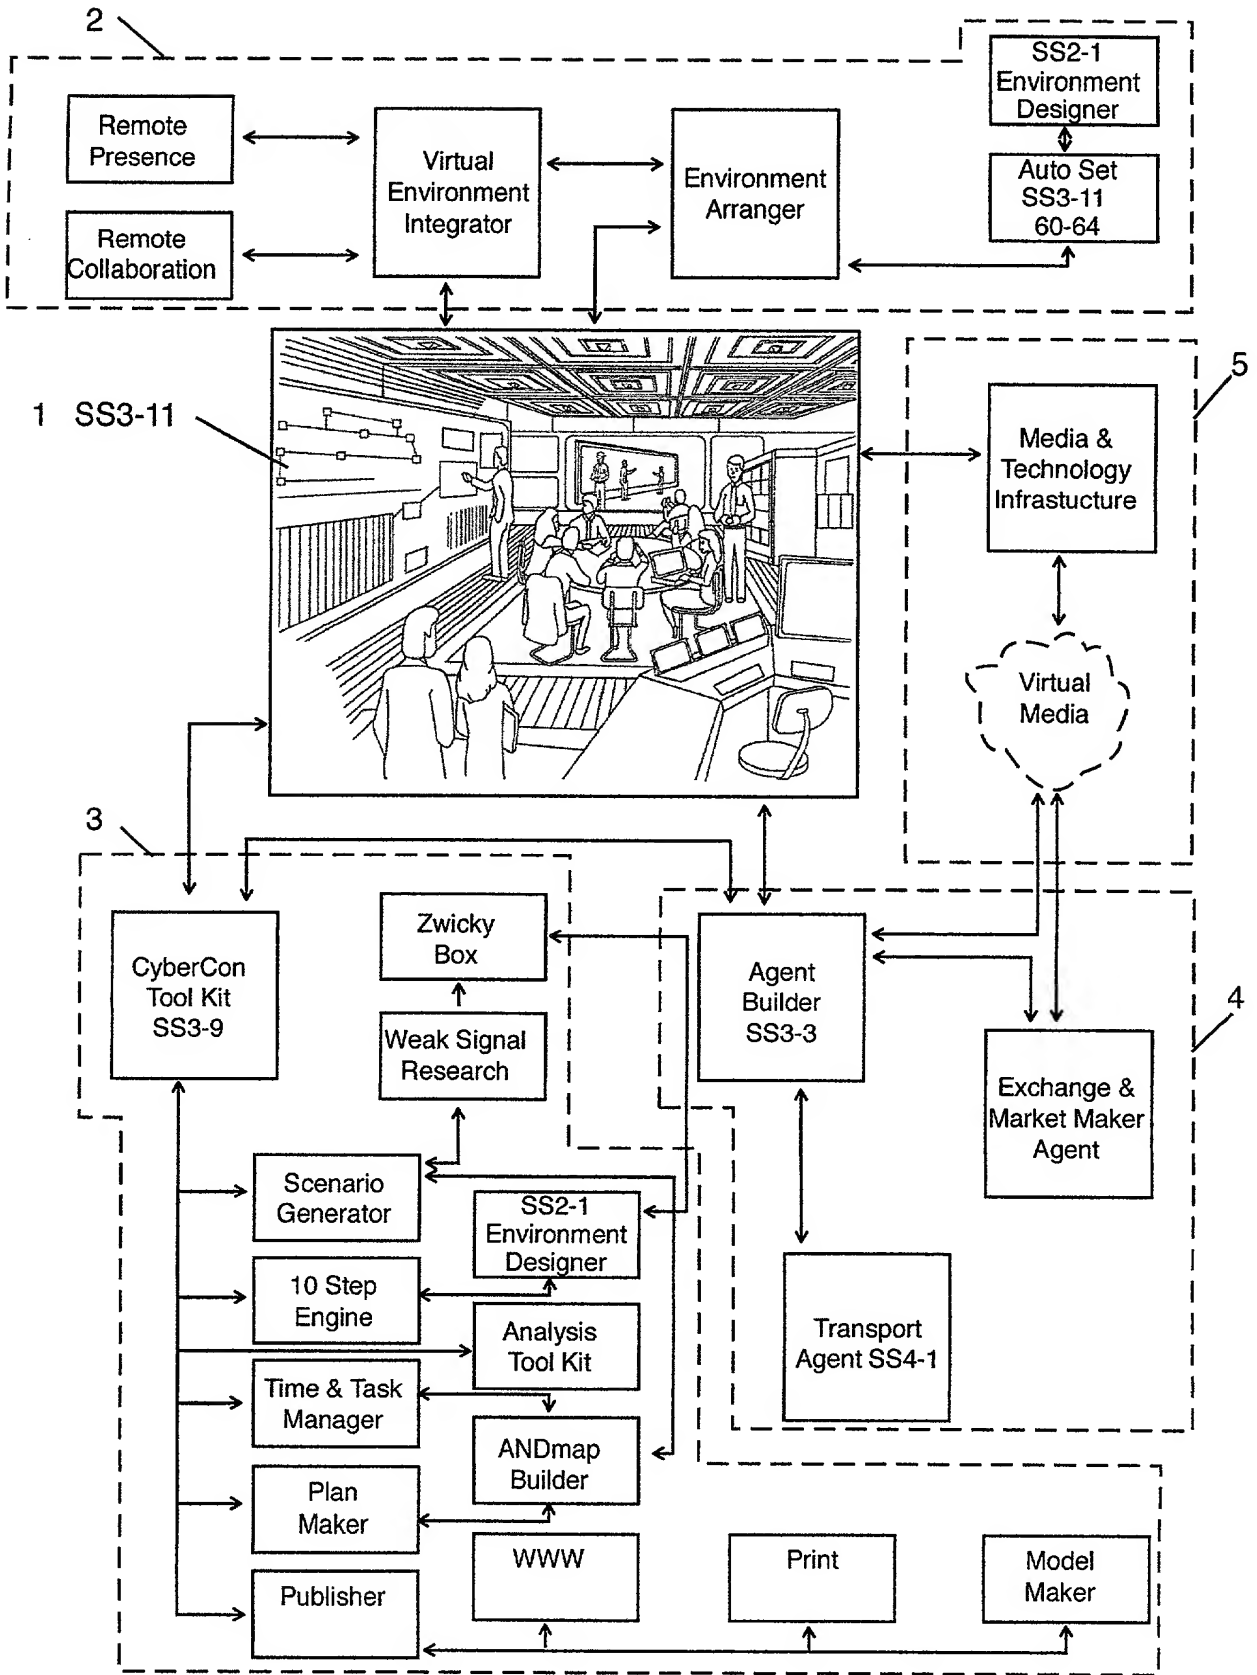 2
SS2-1
Environment
Designer
Remote
Presence
Virtual
Environment
Integrator
Environment
Arranger
Auto Set
SS3-11
60-64
Remote
Collaboration
1 SS3-11
5
Media &
Technology
Infrastucture
Virtual
Media
3
CyberCon
Tool Kit
SS3-9
Zwicky
Box
Weak Signal
Research
Agent
Builder
SS3-3
4
Exchange &
Market Maker
Agent
Scenario
Generator
SS2-1
Environment
Designer
10 Step
Engine
Analysis
Tool Kit
Transport
Agent SS4-1
Time & Task
Manager
ANDmap
Builder
Plan
Maker
WWW
Print
Model
Maker
Publisher